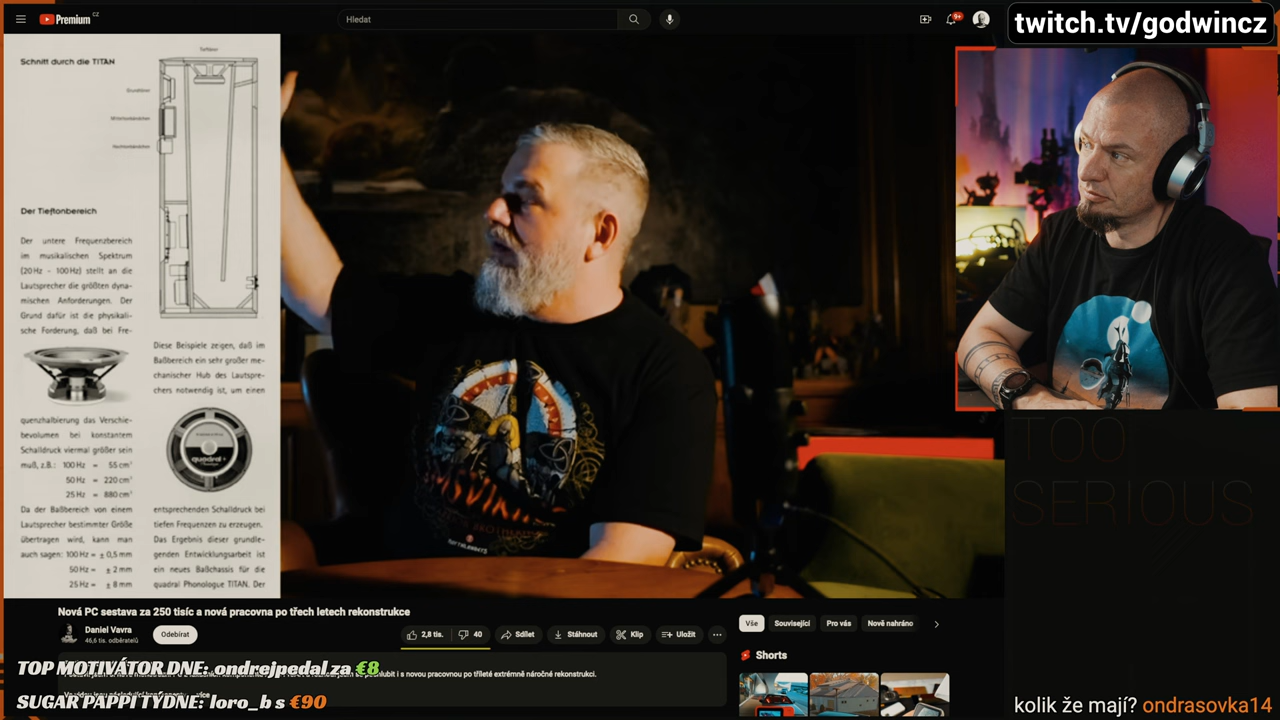 Premium CZ
Hledat
9+
twitch.tv/godwincz
Schnitt durch die TITAN
Tieftöner
Der Tieftonbereich
Der untere Frequenzbereich
im musikalischen Spektrum
(20 Hz - 100 Hz) stellt an die
Lautsprecher die größten dyna-
mischen Anforderungen. Der
Grund dafür ist die physikali-
sche Forderung, daß bei Fre-
quenzhalbierung das Verschie-
bevolumen bei konstantem
Schalldruck viermal größer sein
muß, z.B.: 100 Hz = 55 cm³
50 Hz = 220 cm³
25 Hz = 880 cm³
Da der Baßbereich von einem
Lautsprecher bestimmter Größe
übertragen wird, kann man
auch sagen: 100 Hz = ± 0,5 mm
50 Hz = ± 2 mm
25 Hz = ± 8 mm
Diese Beispiele zeigen, daß im
Baßbereich ein sehr großer me-
chanischer Hub des Lautspre-
chers notwendig ist, um einen
quadral
entsprechenden Schalldruck bei
tiefen Frequenzen zu erzeugen.
Das Ergebnis dieser grundle-
genden Entwicklungsarbeit ist
ein neues Baßchassis für die
quadral Phonologue TITAN. Der
TOO
SERIOUS
Nová PC sestava za 250 tisíc a nová pracovna po třech letech rekonstrukce
Daniel Vavra
46,6 tis. odběratelů
Odebírat
2,8 tis.
40
Sdílet
Stáhnout
Klip
Uložit
Vše
Související
Pro vás
Nově nahráno
Shorts
TOP MOTIVÁTOR DNE: ondrejpedal za €8
SUGAR PAPPI TÝDNE: loro_b s €90
kolik že mají? ondrasovka14